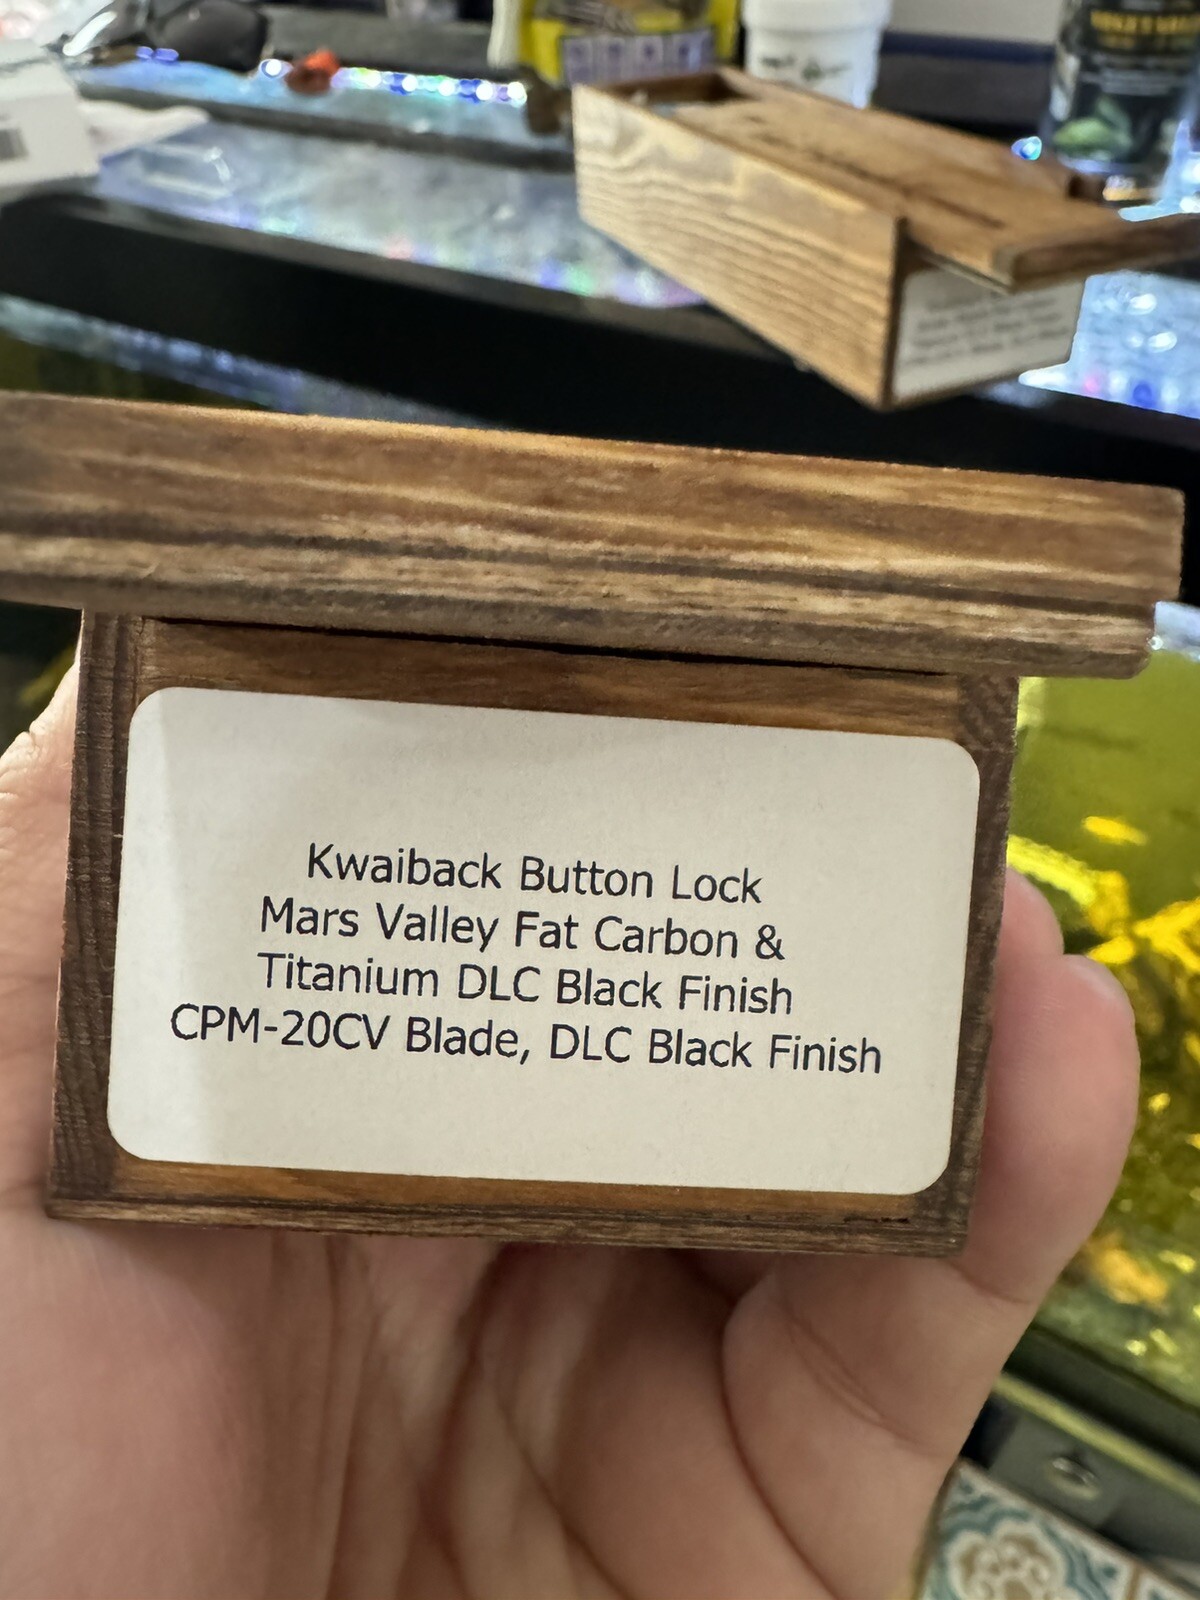 Kwaiback Button Lock
Mars Valley Fat Carbon &
Titanium DLC Black Finish
CPM-20CV Blade, DLC Black Finish